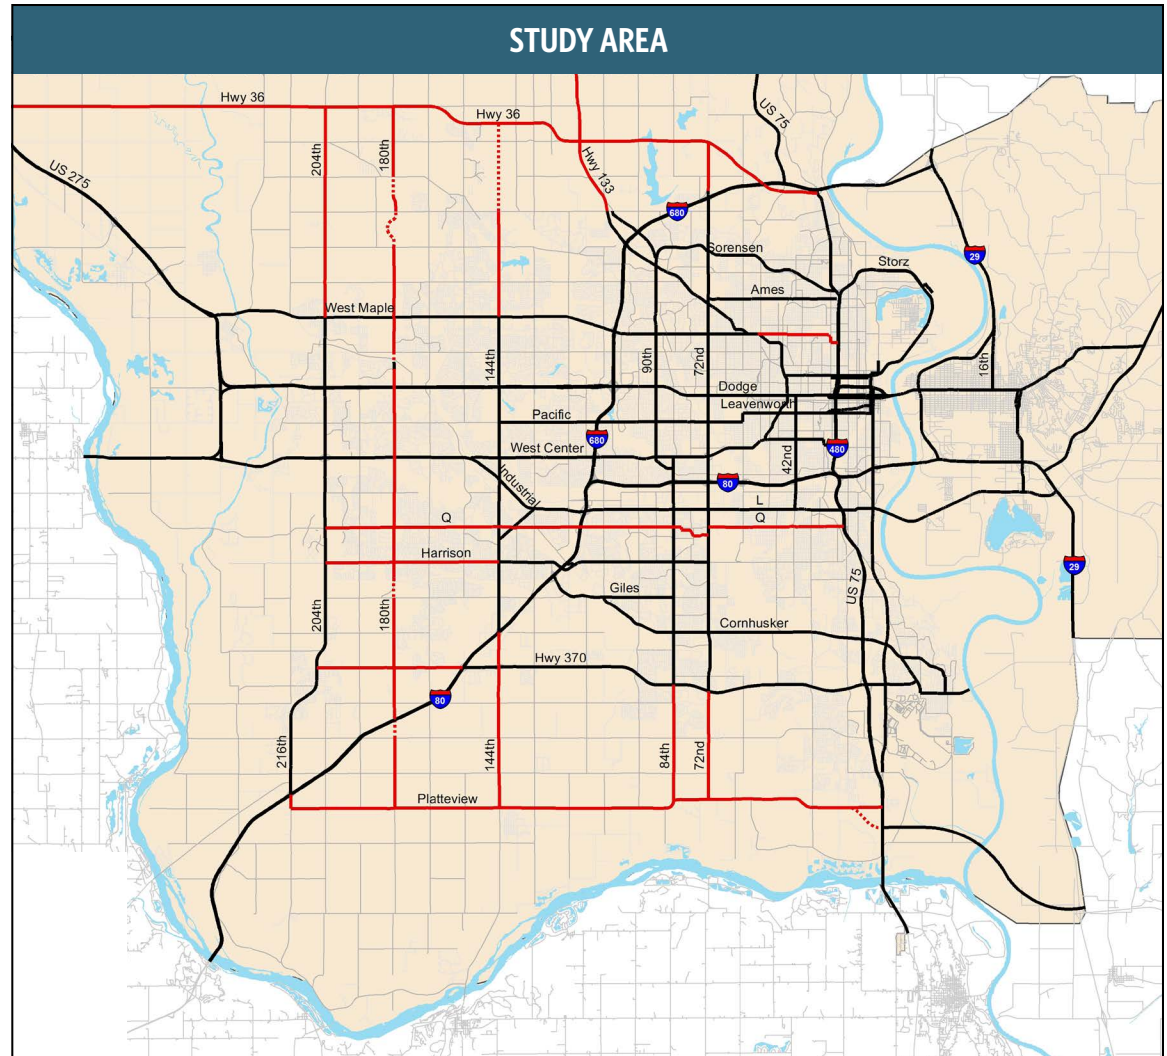 STUDY AREA
Hwy 36
Hwy 36
US 75
US 275
204th
180th
Hwy 133
680
Sorensen
Storz
29
Ames
West Maple
144th
90th
72nd
16th
Dodge
Leavenworth
Pacific
680
West Center
480
42nd
80
Industrial
L
Q
Q
Harrison
29
US 75
Giles
204th
180th
Cornhusker
Hwy 370
80
216th
144th
84th
72nd
Platteview